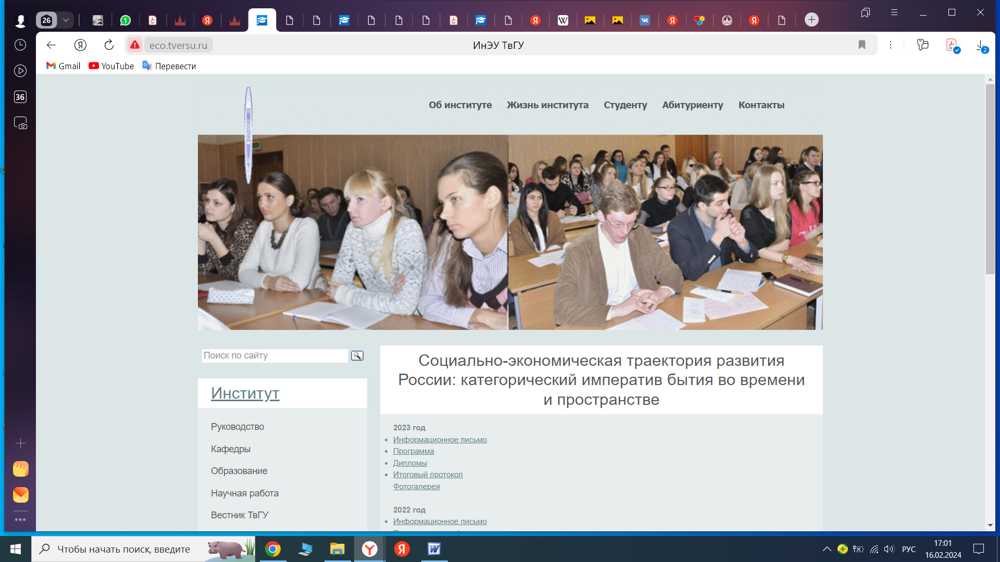 26
1
eco.tversu.ru
ИнЭУ ТвГУ
2
Gmail
YouTube
Перевести
36
Об институте
Жизнь института
Студенту
Абитуриенту
Контакты
Поиск по сайту
Институт
Руководство
Кафедры
Образование
Научная работа
Вестник ТвГУ
Социально-экономическая траектория развития
России: категорический императив бытия во времени
и пространстве
2023 год
Информационное письмо
Программа
Дипломы
Итоговый протокол
Фотогалерея
2022 год
Информационное письмо
Чтобы начать поиск, введите
РУС
17:01
16.02.2024